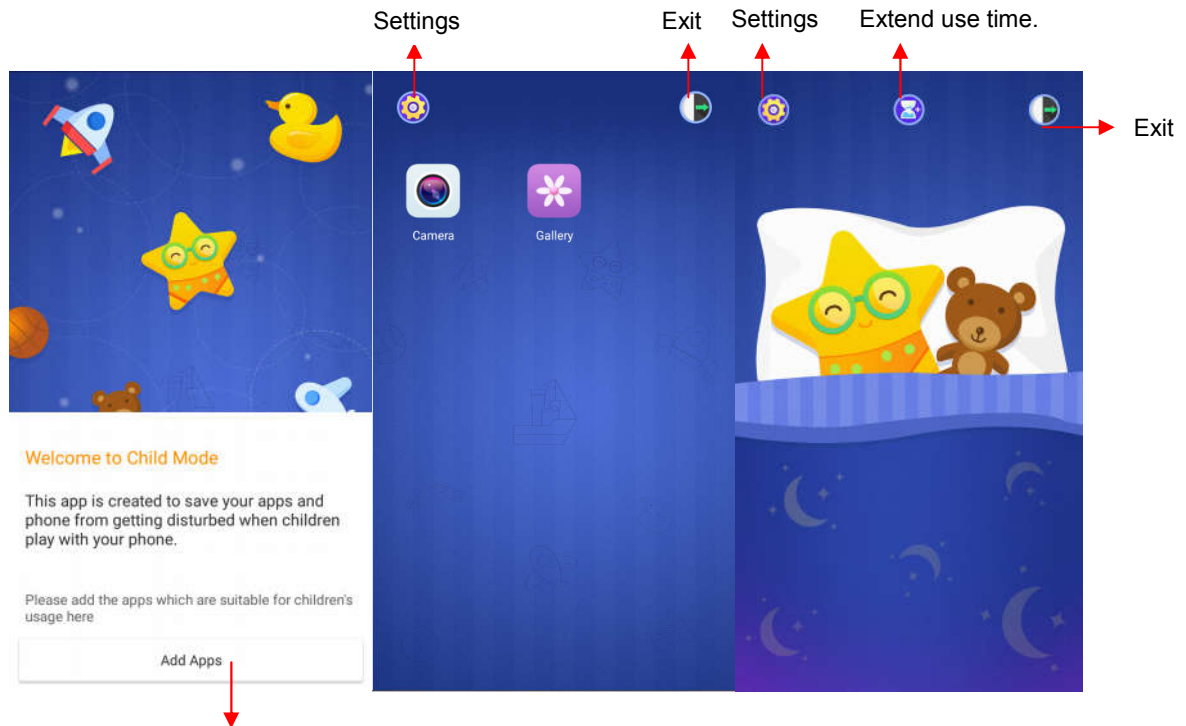 Settings
Exit
Settings
Extend use time.
Exit
Camera
Gallery
Welcome to Child Mode
This app is created to save your apps and
phone from getting disturbed when children
play with your phone.
Please add the apps which are suitable for children's
usage here
Add Apps